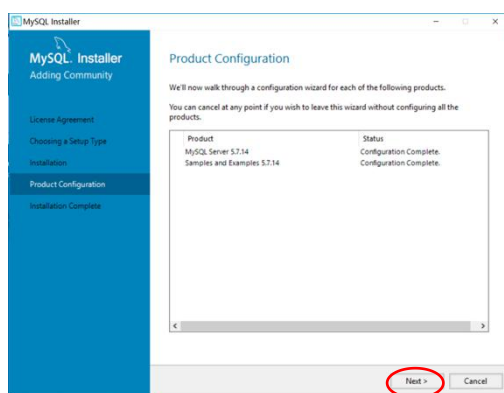 MySQL Installer
MySQL. Installer
Adding Community
License Agreement
Choosing a Setup Type
Installation
Product Configuration
Installation Complete
Product Configuration
We'll now walk through a configuration wizard for each of the following products.
You can cancel at any point if you wish to leave this wizard without configuring all the
products.
Product Status
MySQL Server 5.7.14 Configuration Complete.
Samples and Examples 5.7.14 Configuration Complete.
Next >
Cancel